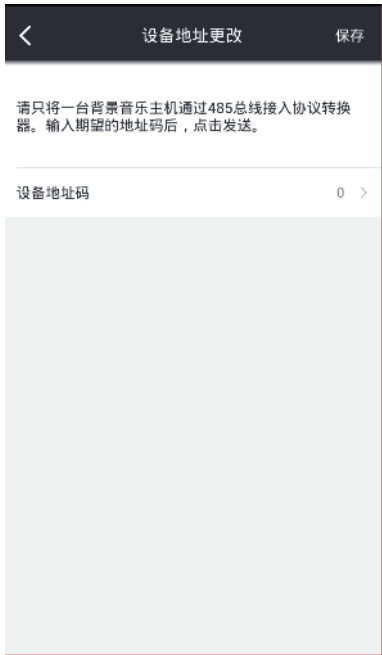 设备地址更改
保存
请只将一台背景音乐主机通过485总线接入协议转换
器。输入期望的地址码后，点击发送。
设备地址码
0